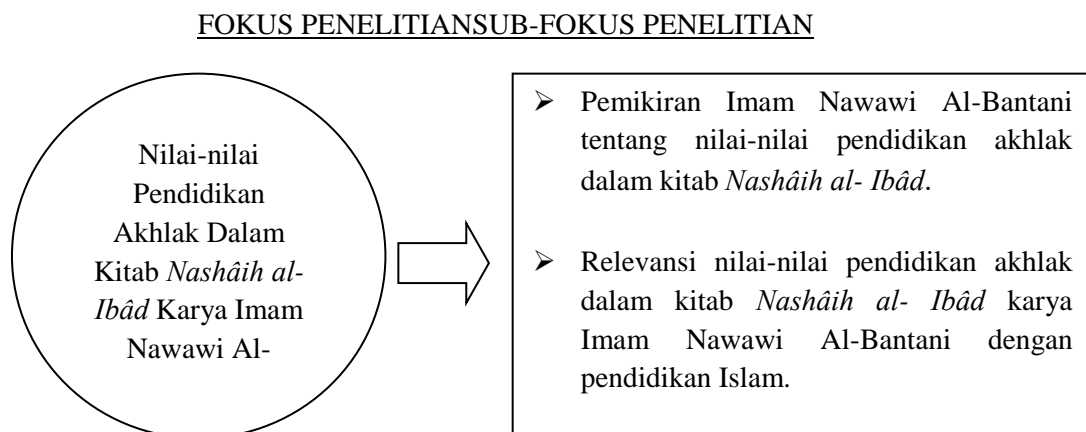 FOKUS PENELITIANSUB-FOKUS PENELITIAN
Nilai-nilai
Pendidikan
Akhlak Dalam
Kitab Nashâih al-
Ibâd Karya Imam
Nawawi Al-
➢ Pemikiran Imam Nawawi Al-Bantani
tentang nilai-nilai pendidikan akhlak
dalam kitab Nashâih al- Ibâd.
➢ Relevansi nilai-nilai pendidikan akhlak
dalam kitab Nashâih al- Ibâd karya
Imam Nawawi Al-Bantani dengan
pendidikan Islam.